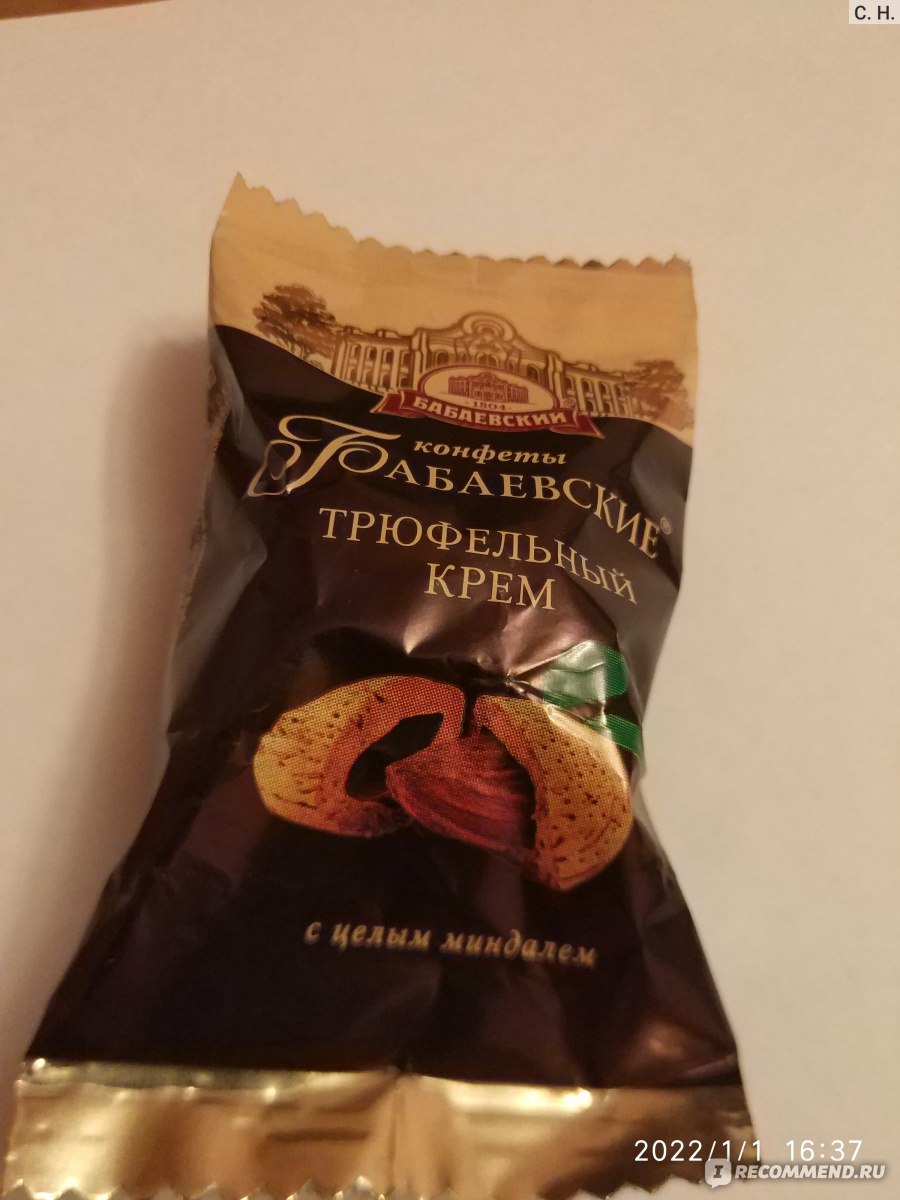 С. Н.
1804
БАБАЕВСКИЙ
конфеты
БАБАЕВСКИЕ®
ТРЮФЕЛЬНЫЙ
КРЕМ
с целым миндалем
2022/1/1 16:37
IRECOMMEND.RU